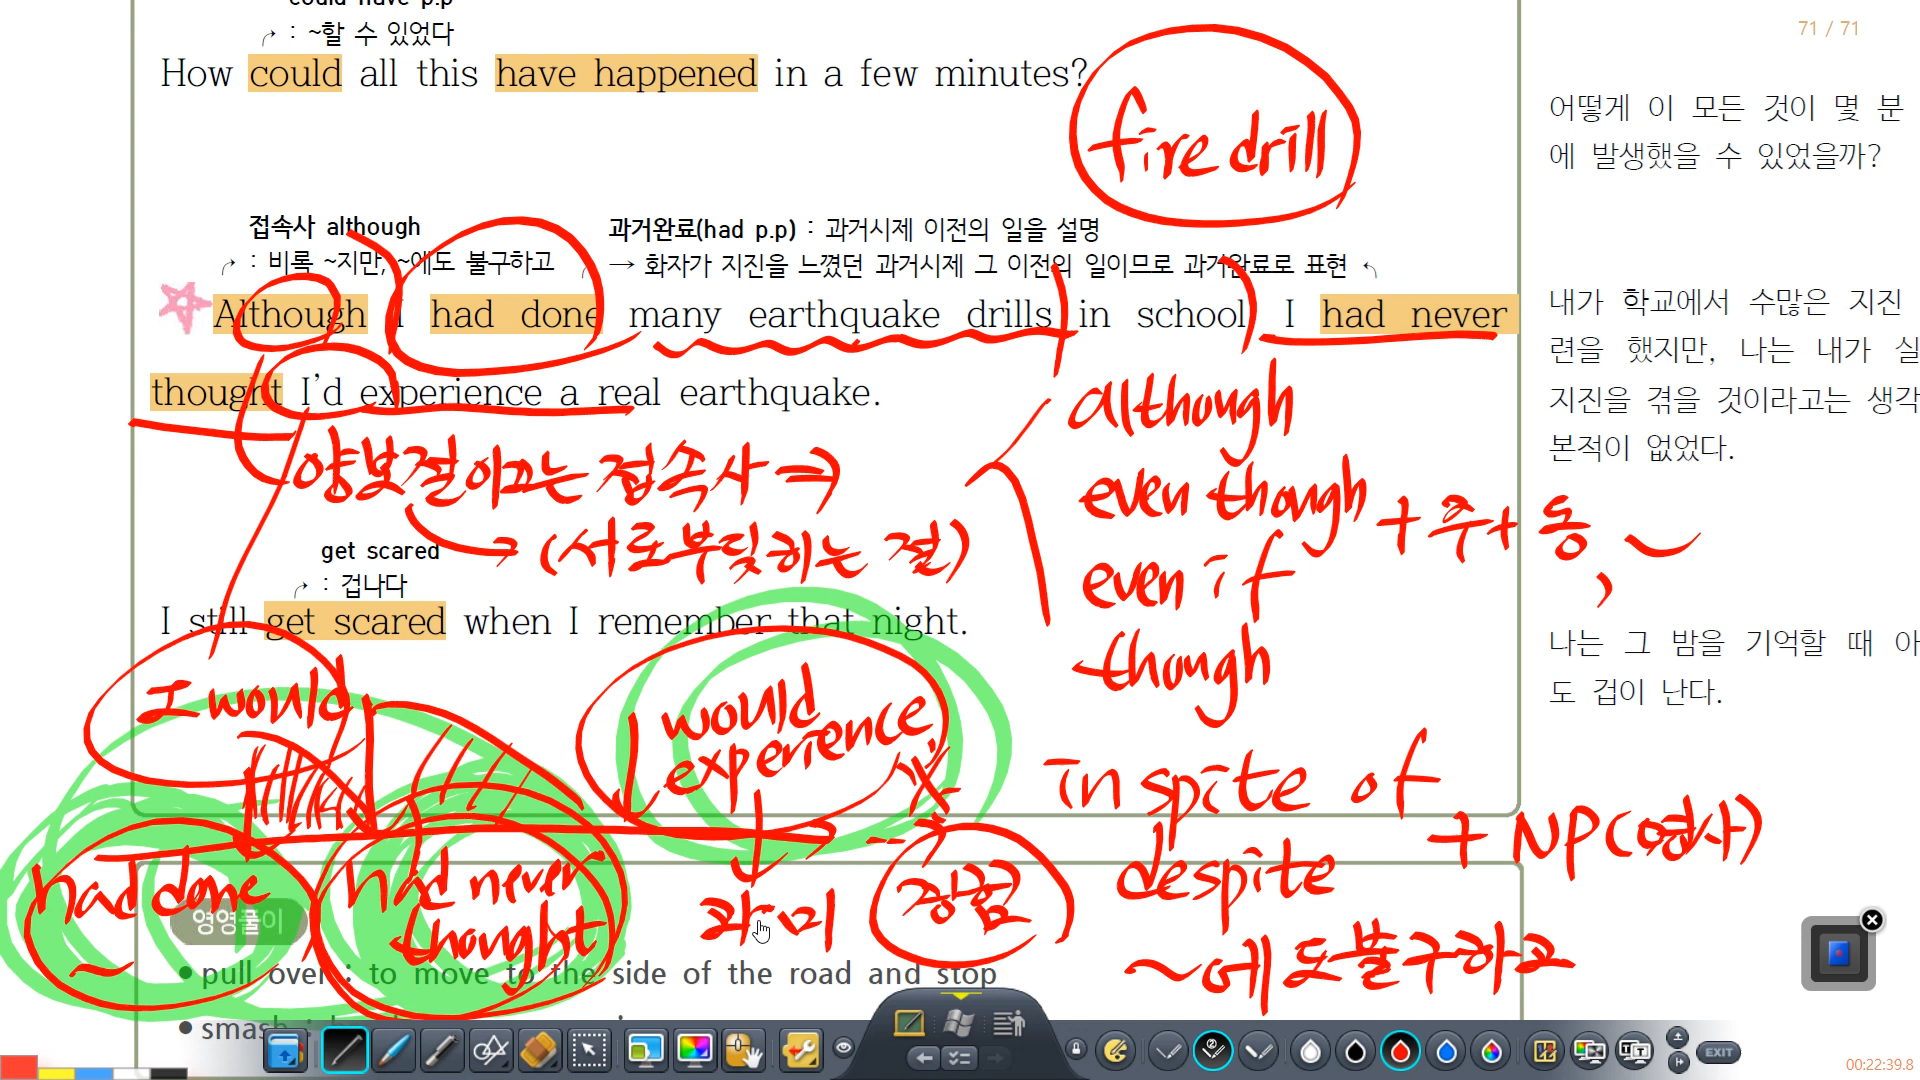 71 / 71
: ~할 수 있었다
How could all this have happened in a few minutes?
fire drill
어떻게 이 모든 것이 몇 분
에 발생했을 수 있었을까?
접속사 although
: 비록 ~지만, ~에도 불구하고
과거완료(had p.p) : 과거시제 이전의 일을 설명
→ 화자가 지진을 느꼈던 과거시제 그 이전의 일이므로 과거완료로 표현
Although I had done many earthquake drills in school, I had never
thought I'd experience a real earthquake.
내가 학교에서 수많은 지진
련을 했지만, 나는 내가 실
지진을 겪을 것이라고는 생각
본적이 없었다.
양보절 이끄는 접속사 ⇒
→ (서로 부딪히는 절)
although
even though
even if
though
+ 주 + 동, ~
get scared
: 겁나다
I still get scared when I remember that night.
나는 그 밤을 기억할 때 아
도 겁이 난다.
I would
would
experience
in spite of
despite
+ NP (명사)
~에도 불구하고
had done
~
had never
thought
과 미
영영풀이
• pull over : to move to the side of the road and stop
• smash
EXIT
00:22:39.8